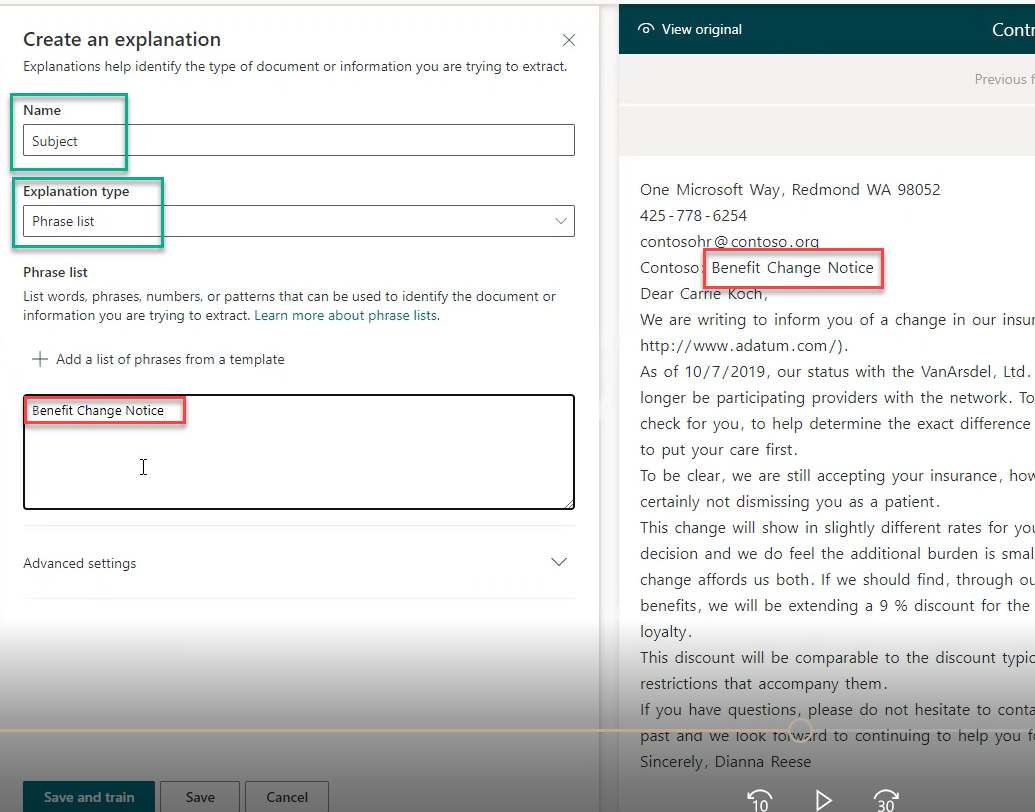 Create an explanation
Explanations help identify the type of document or information you are trying to extract.
Name
Subject
Explanation type
Phrase list
Phrase list
List words, phrases, numbers, or patterns that can be used to identify the document or
information you are trying to extract. Learn more about phrase lists.
Add a list of phrases from a template
Benefit Change Notice
Advanced settings
Save and train
Save
Cancel
View original
Contr
Previous f
One Microsoft Way, Redmond WA 98052
425-778-6254
contosohr@contoso.org
Contoso: Benefit Change Notice
Dear Carrie Koch,
We are writing to inform you of a change in our insur
http://www.adatum.com/).
As of 10/7/2019, our status with the VanArsdel, Ltd.
longer be participating providers with the network. To
check for you, to help determine the exact difference
to put your care first.
To be clear, we are still accepting your insurance, how
certainly not dismissing you as a patient.
This change will show in slightly different rates for you
decision and we do feel the additional burden is smal
change affords us both. If we should find, through ou
benefits, we will be extending a 9 % discount for the
loyalty.
This discount will be comparable to the discount typic
restrictions that accompany them.
If you have questions, please do not hesitate to conta
past and we look forward to continuing to help you fo
Sincerely, Dianna Reese
10
30